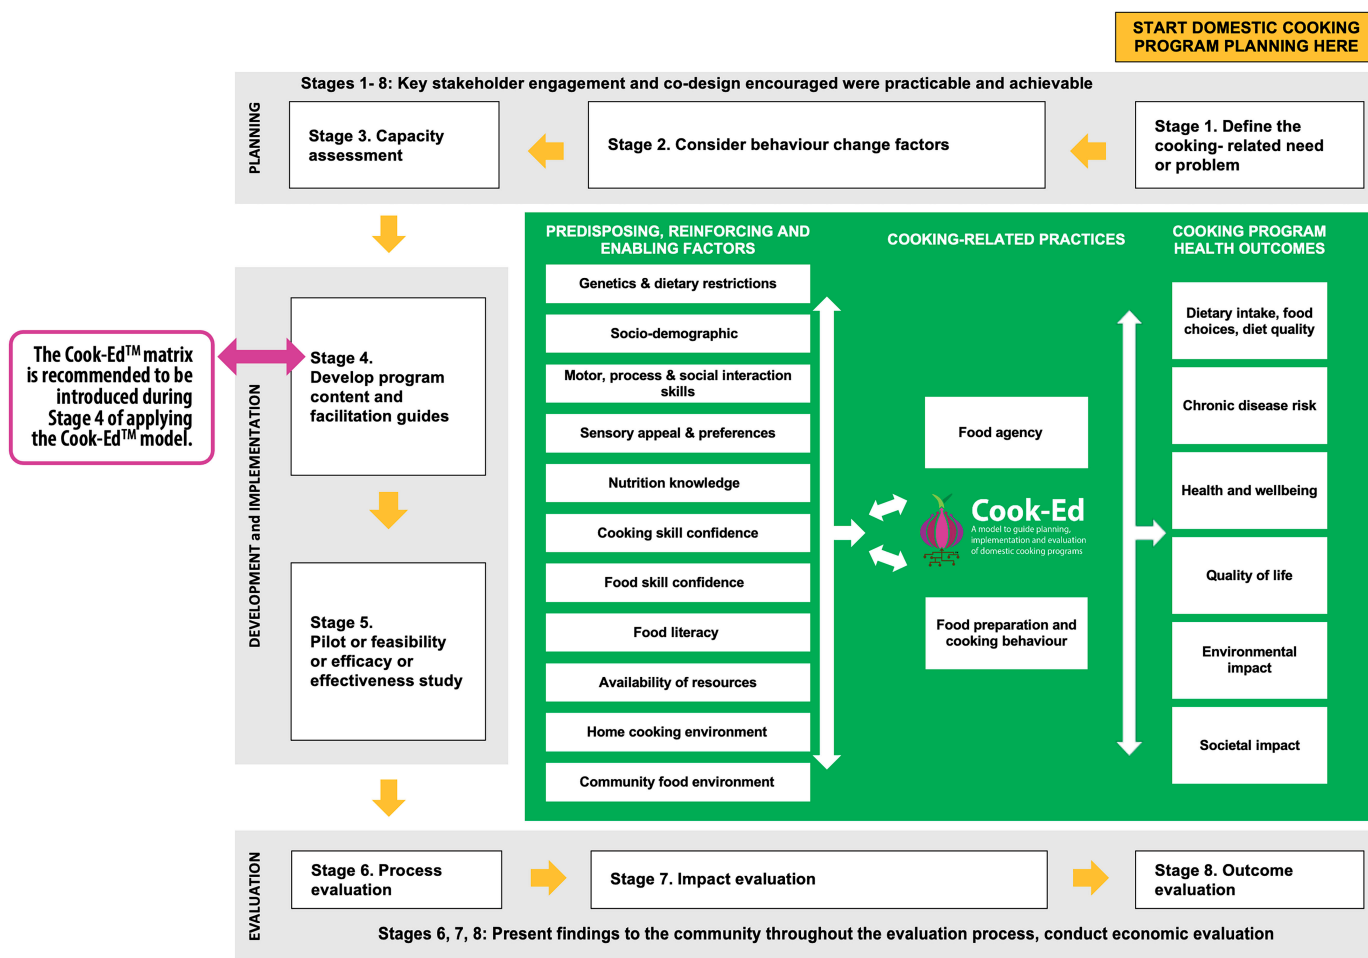 START DOMESTIC COOKING
PROGRAM PLANNING HERE
Stages 1- 8: Key stakeholder engagement and co-design encouraged were practicable and achievable
PLANNING
Stage 3. Capacity
assessment
Stage 2. Consider behaviour change factors
Stage 1. Define the
cooking- related need
or problem
The Cook-Ed™ matrix
is recommended to be
introduced during
Stage 4 of applying
the Cook-Ed™ model.
DEVELOPMENT and IMPLEMENTATION
Stage 4.
Develop program
content and
facilitation guides
Stage 5.
Pilot or feasibility
or efficacy or
effectiveness study
PREDISPOSING, REINFORCING AND
ENABLING FACTORS
Genetics & dietary restrictions
Socio-demographic
Motor, process & social interaction
skills
Sensory appeal & preferences
Nutrition knowledge
Cooking skill confidence
Food skill confidence
Food literacy
Availability of resources
Home cooking environment
Community food environment
COOKING-RELATED PRACTICES
Food agency
Cook-Ed
A model to guide planning,
implementation and evaluation
of domestic cooking programs
Food preparation and
cooking behaviour
COOKING PROGRAM
HEALTH OUTCOMES
Dietary intake, food
choices, diet quality
Chronic disease risk
Health and wellbeing
Quality of life
Environmental
impact
Societal impact
EVALUATION
Stage 6. Process
evaluation
Stage 7. Impact evaluation
Stage 8. Outcome
evaluation
Stages 6, 7, 8: Present findings to the community throughout the evaluation process, conduct economic evaluation